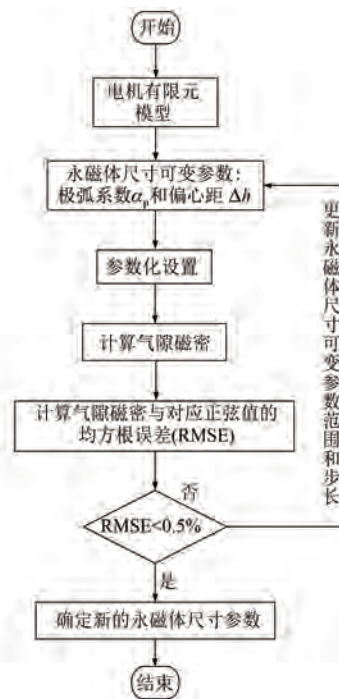 开始
电机有限元
模型
永磁体尺寸可变参数:
极弧系数αp和偏心距 Δh
参数化设置
计算气隙磁密
计算气隙磁密与对应正弦值的
均方根误差(RMSE)
否
RMSE<0.5%
是
确定新的永磁体尺寸参数
结束
更新永磁体尺寸可变参数范围和步长